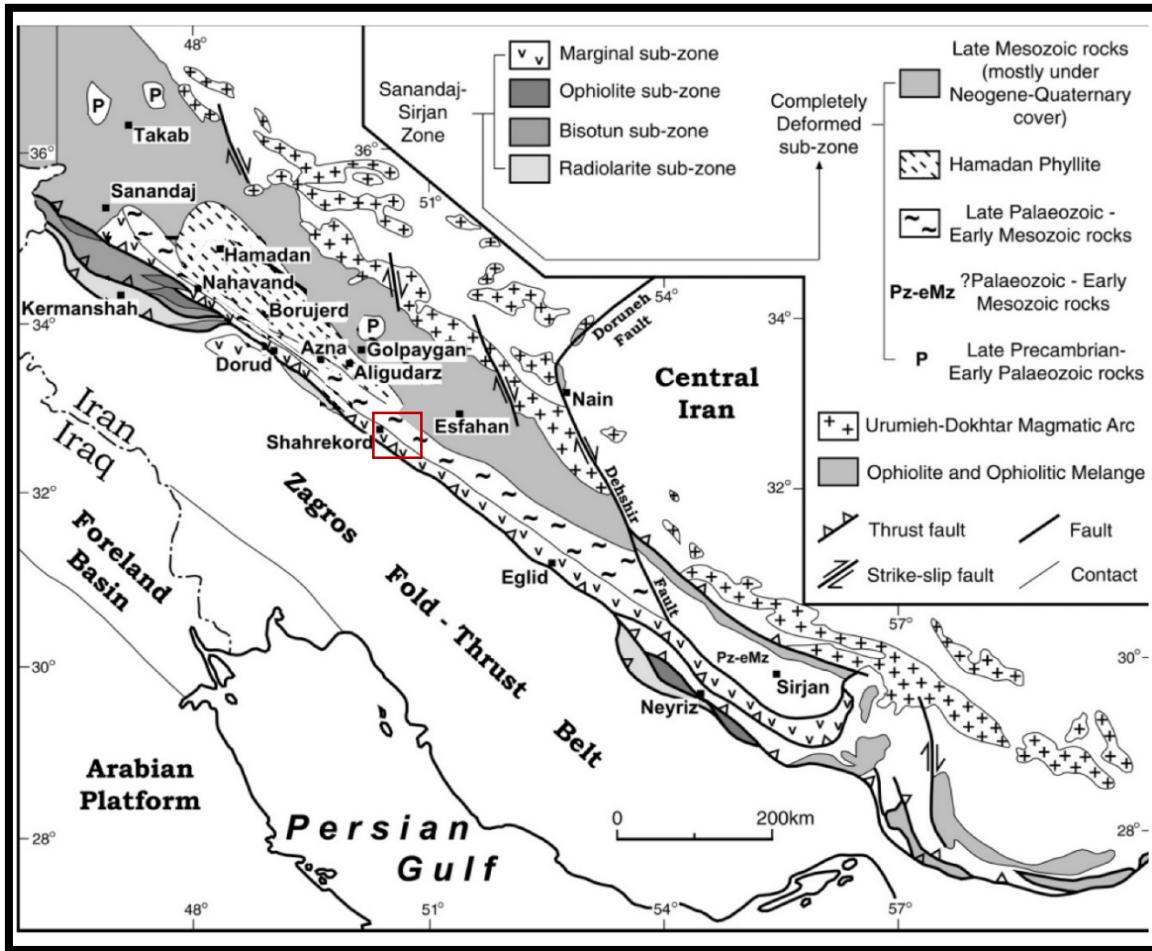 48°
Sanandaj-
Sirjan
Zone
Marginal sub-zone
Ophiolite sub-zone
Bisotun sub-zone
Radiolarite sub-zone
Completely
Deformed
sub-zone
Late Mesozoic rocks
(mostly under
Neogene-Quaternary
cover)
Hamadan Phyllite
Late Palaeozoic -
Early Mesozoic rocks
Pz-eMz ?Palaeozoic - Early
Mesozoic rocks
P Late Precambrian-
Early Palaeozoic rocks
Urumieh-Dokhtar Magmatic Arc
Ophiolite and Ophiolitic Melange
Thrust fault
Fault
Strike-slip fault
Contact
P
P
Takab
36°
36°
51°
Sanandaj
Hamadan
Nahavand
Kermanshah
Borujerd
34°
P
Azna
Golpaygan
Dorud
Aligudarz
Doruneh
Fault
54°
34°
Central
Iran
Nain
Shahrekord
Esfahan
Iran
Iraq
32°
32°
Dehshir
Fault
Zagros
Fold - Thrust
Belt
Foreland
Basin
Eglid
30°
57°
30°
Pz-eMz
Sirjan
Neyriz
Arabian
Platform
Persian
Gulf
0 200km
28°
28°
48°
51°
54°
57°